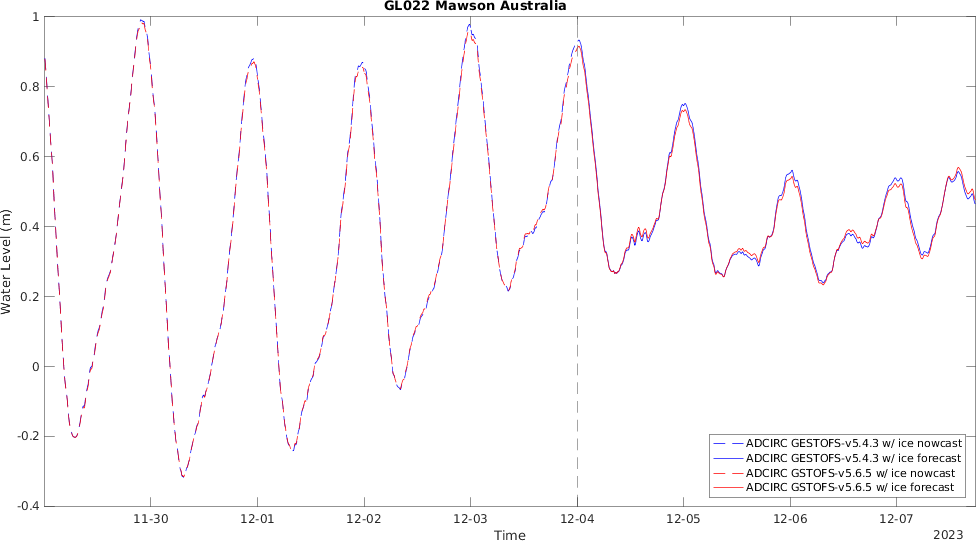 GL022 Mawson Australia
1
0.8
0.6
0.4
0.2
0
-0.2
-0.4
Water Level (m)
11-30
12-01
12-02
12-03
12-04
12-05
12-06
12-07
Time
2023
ADCIRC GESTOFS-v5.4.3 w/ ice nowcast
ADCIRC GESTOFS-v5.4.3 w/ ice forecast
ADCIRC GSTOFS-v5.6.5 w/ ice nowcast
ADCIRC GSTOFS-v5.6.5 w/ ice forecast